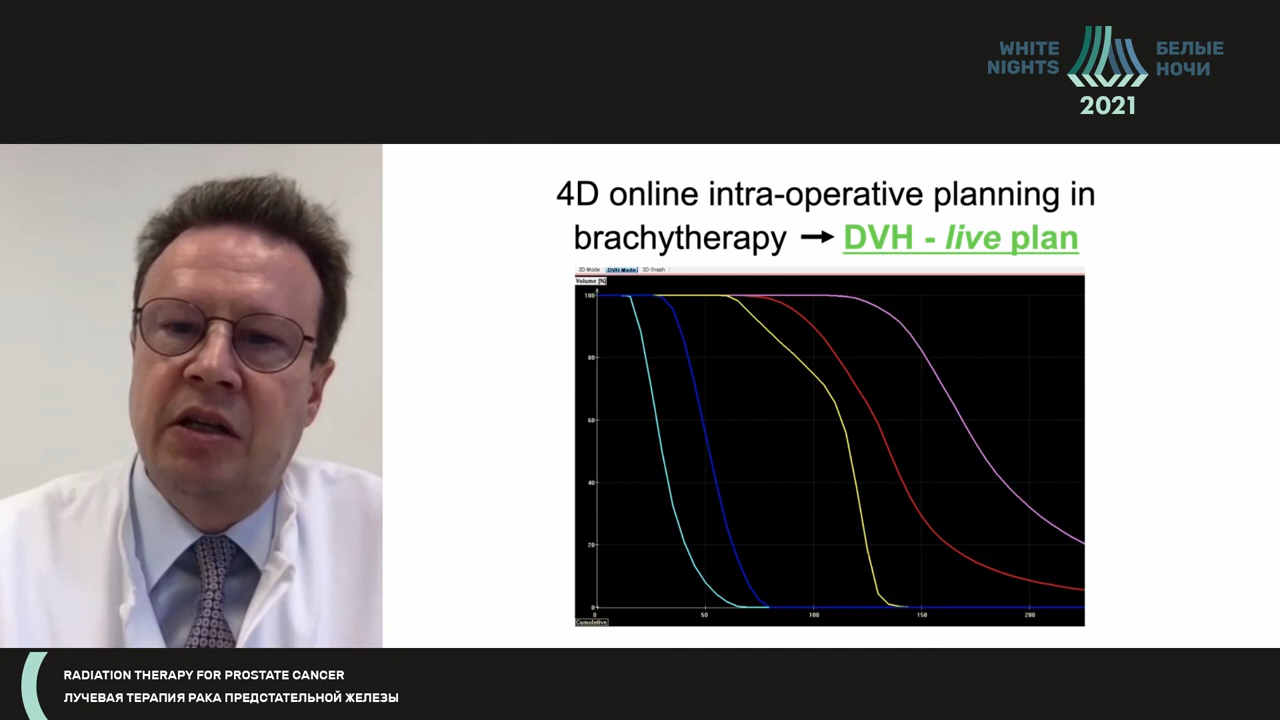 WHITE NIGHTS
БЕЛЫЕ НОЧИ
2021
4D online intra-operative planning in
brachytherapy → DVH - live plan
3D Mode DVH Mode 3D Graph
Volume [%]
100
80
60
40
20
0
0 50 100 150 200
Cumulative
RADIATION THERAPY FOR PROSTATE CANCER
ЛУЧЕВАЯ ТЕРАПИЯ РАКА ПРЕДСТАТЕЛЬНОЙ ЖЕЛЕЗЫ